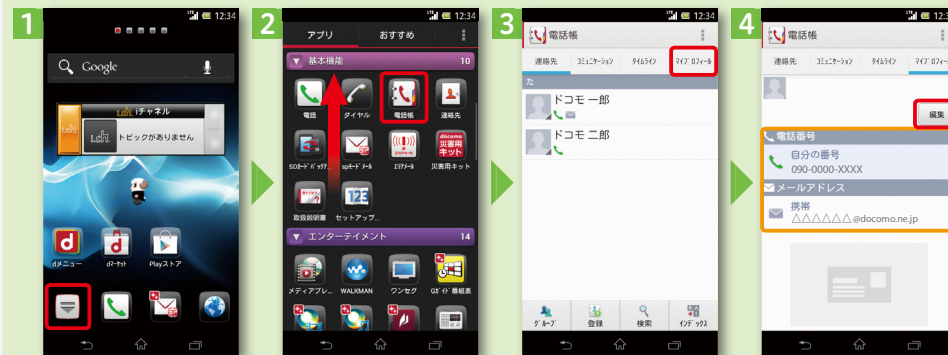 1
12:34
Google
iチャネル
トピックがありません
dメニュー
dマーケット
Playストア
2
12:34
アプリ
おすすめ
基本機能
10
電話
ダイヤル
電話帳
連絡先
SDカードバックア...
spモードメール
エリアメール
災害用キット
docomo
災害用
キット
取扱説明書
セットアップ...
エンターテイメント
14
メディアプレ...
WALKMAN
ワンセグ
Gガイド番組表
3
12:34
電話帳
連絡先
コミュニケーション
タイムライン
マイプロフィール
た
ドコモ 一郎
ドコモ 二郎
グループ
登録
検索
インデックス
4
電話帳
連絡先
コミュニケーション
タイムライン
編集
電話番号
自分の番号
090-0000-XXXX
メールアドレス
携帯
△△△△△△@docomo.ne.jp